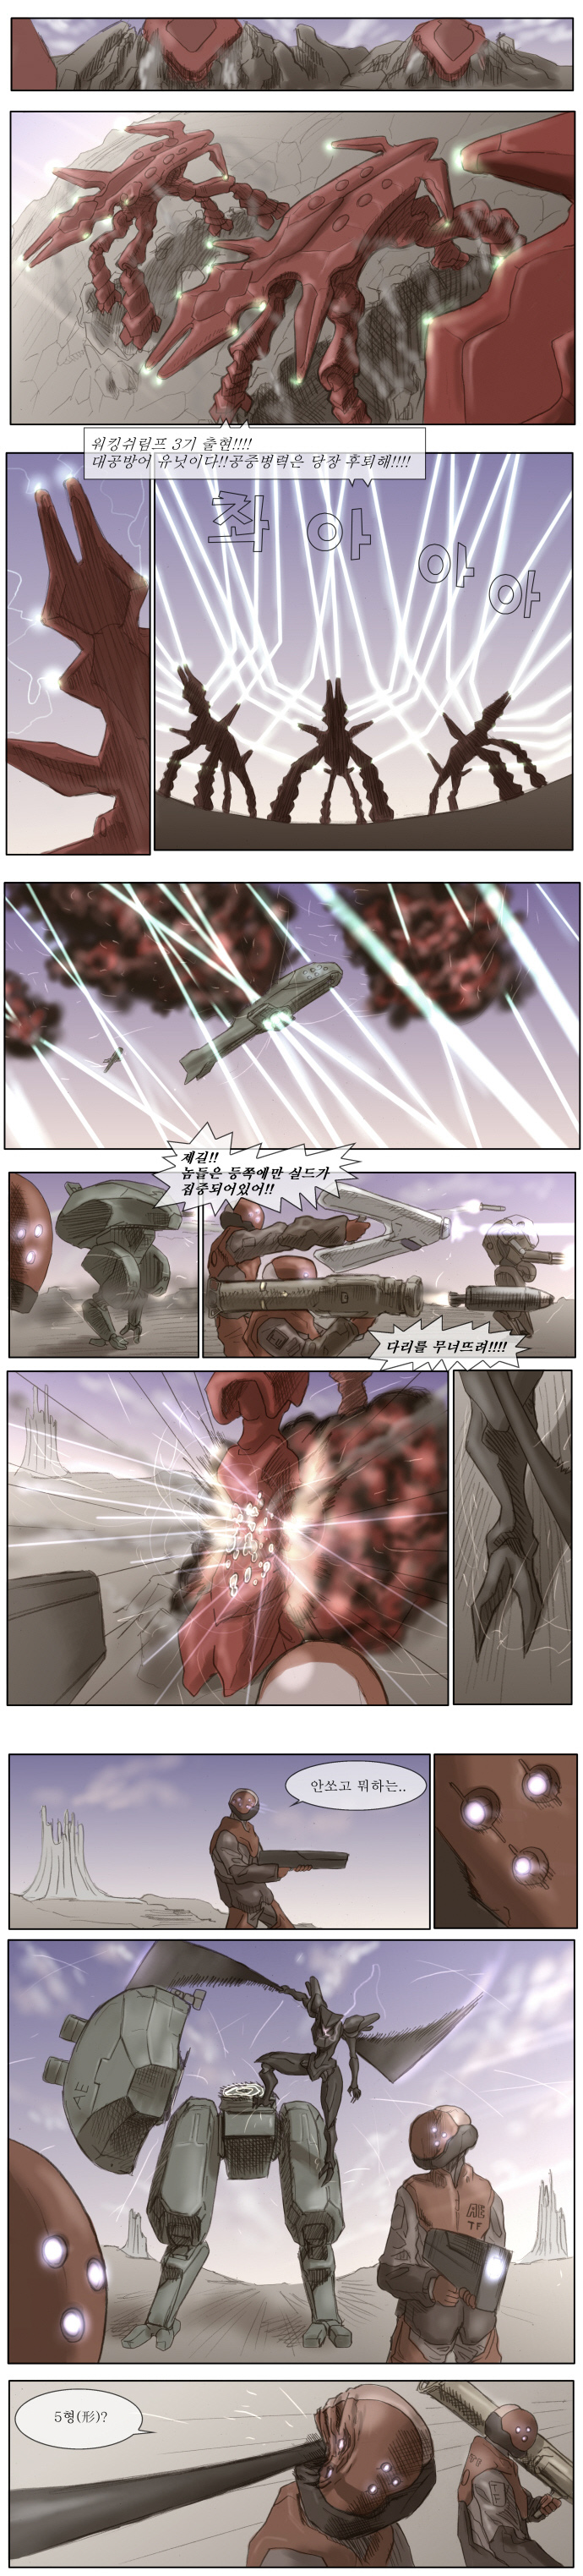 워킹쉬림프 3기 출현!!!!
대공방어 유닛이다!!공중병력은 당장 후퇴해!!!!
촤 아 아 아
제길!!
놈들은 등쪽에만 실드가
집중되어있어!!
다리를 무너뜨려!!!!
안쏘고 뭐하는..
AE
AE
TF
5형(形)?